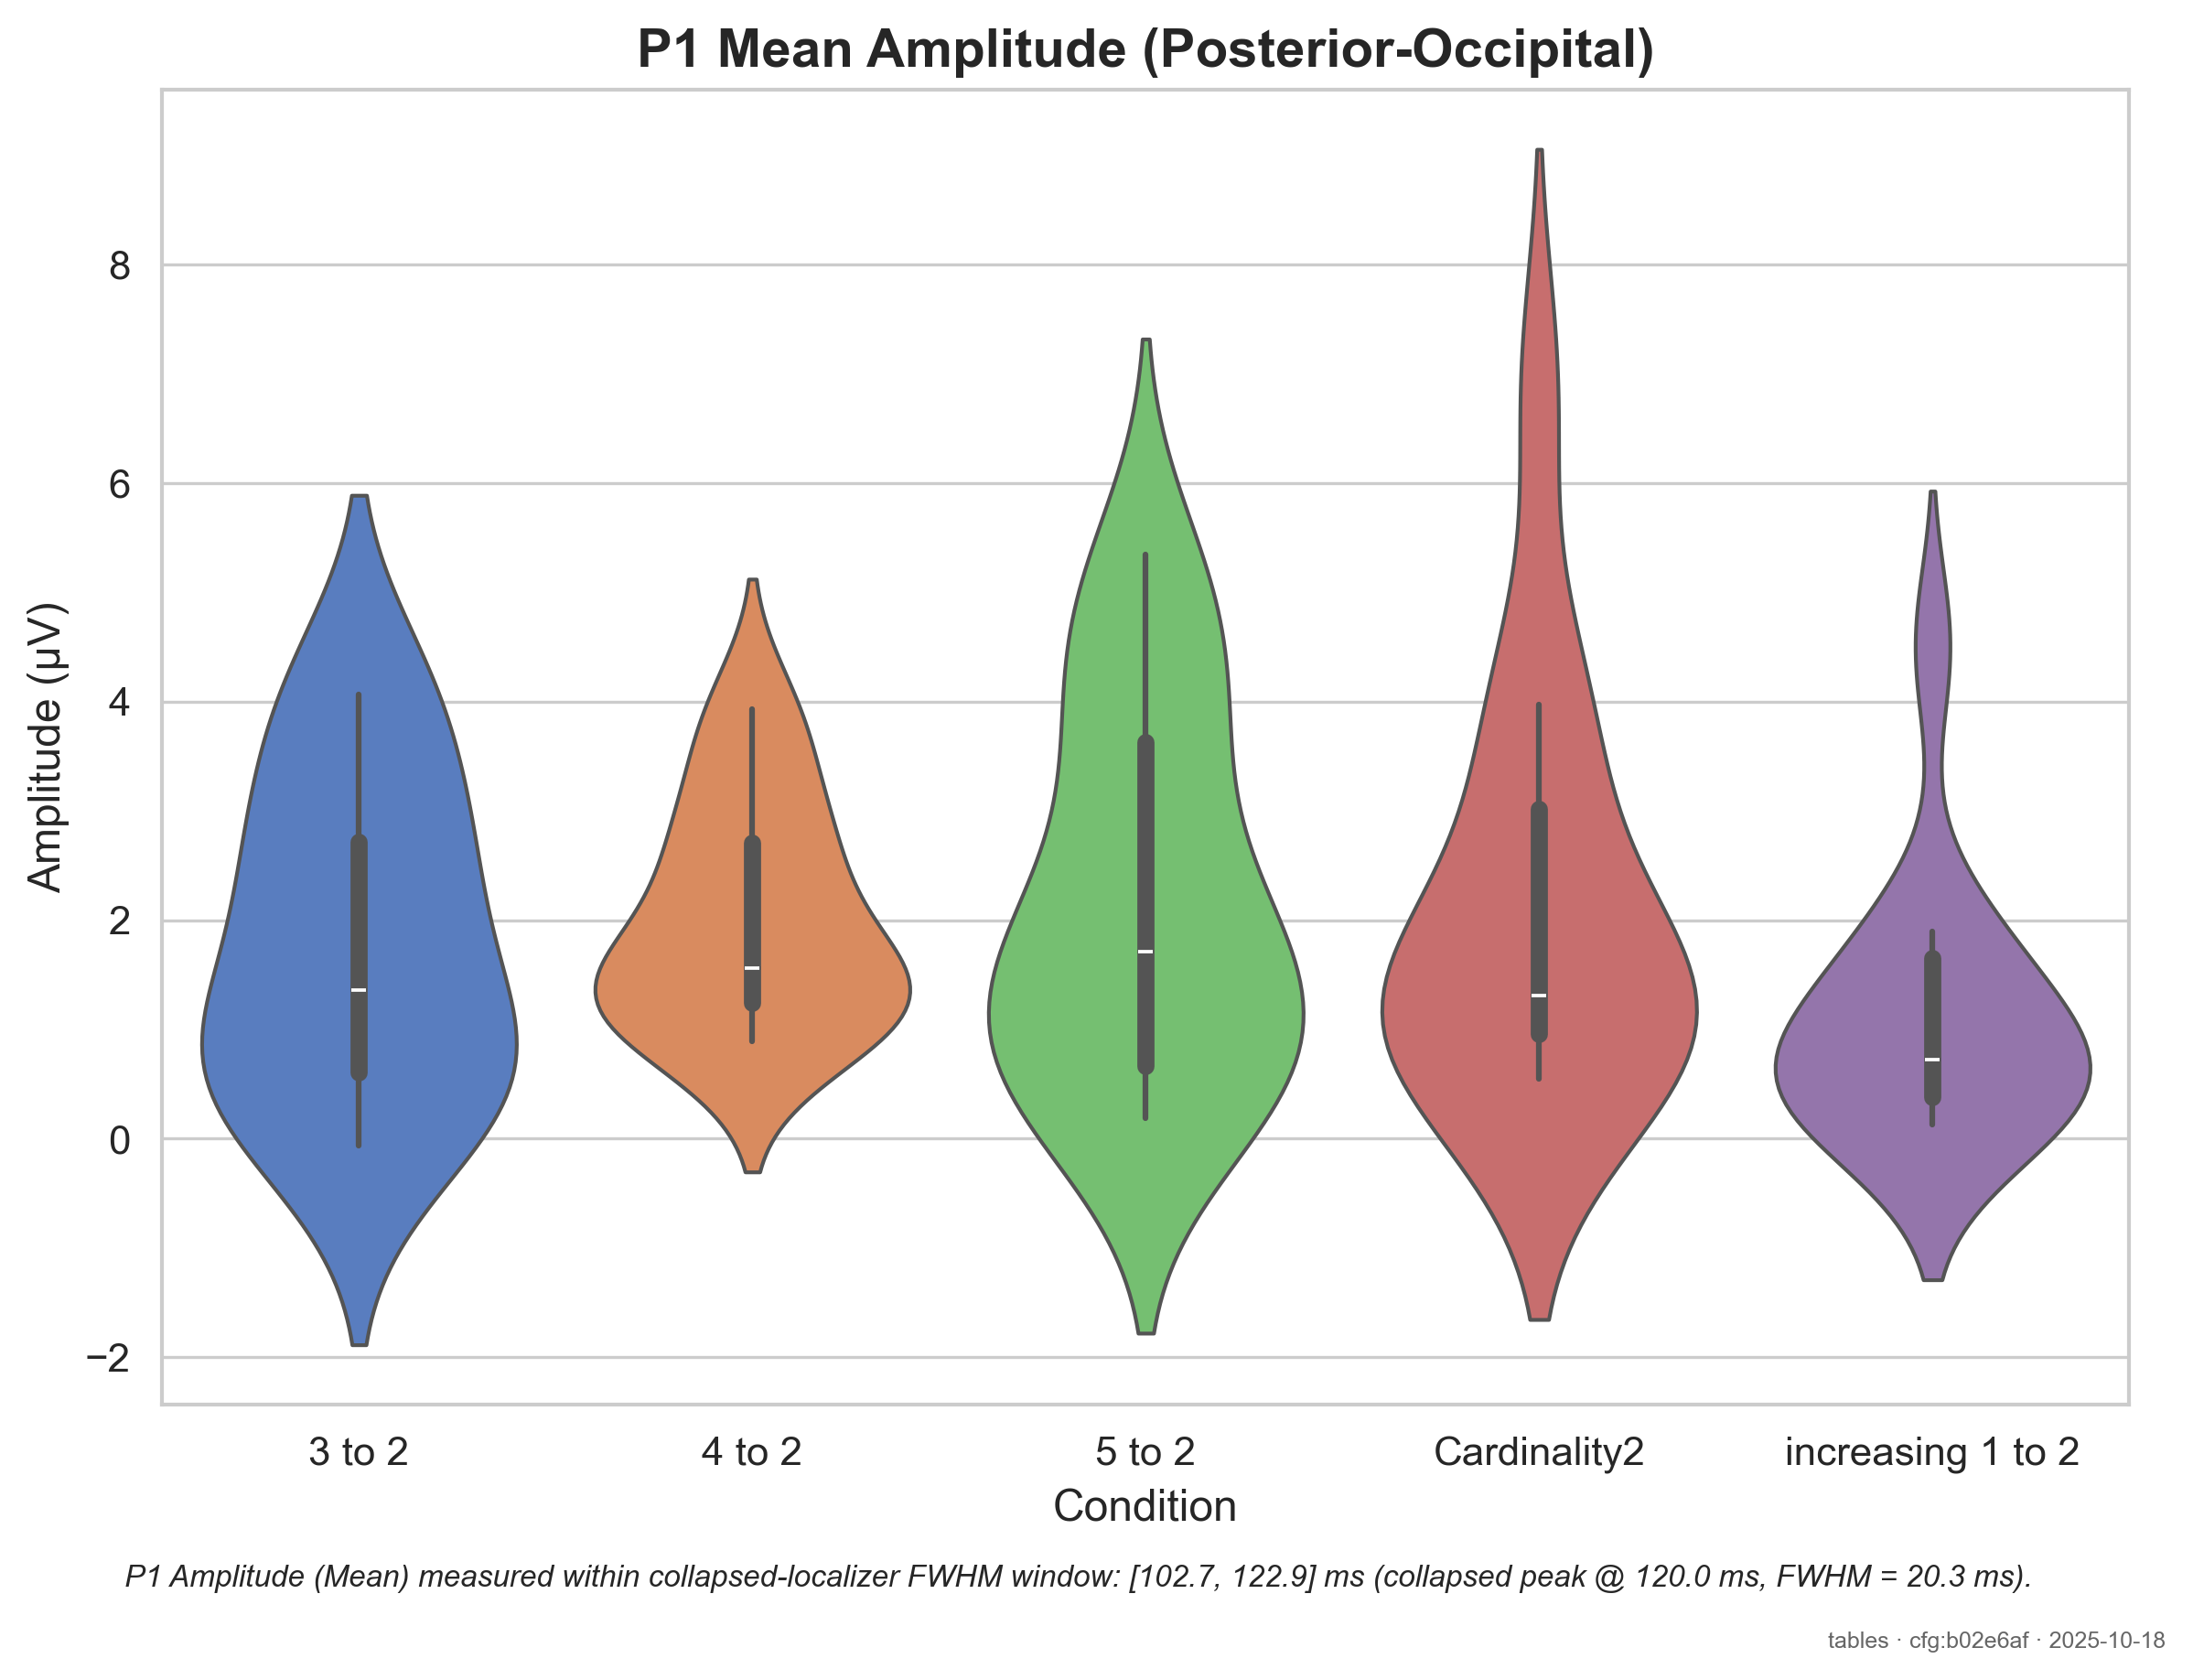 P1 Mean Amplitude (Posterior-Occipital)
Amplitude (µV)
8
6
4
2
0
−2
3 to 2
4 to 2
5 to 2
Cardinality2
increasing 1 to 2
Condition
P1 Amplitude (Mean) measured within collapsed-localizer FWHM window: [102.7, 122.9] ms (collapsed peak @ 120.0 ms, FWHM = 20.3 ms).
tables · cfg:b02e6af · 2025-10-18